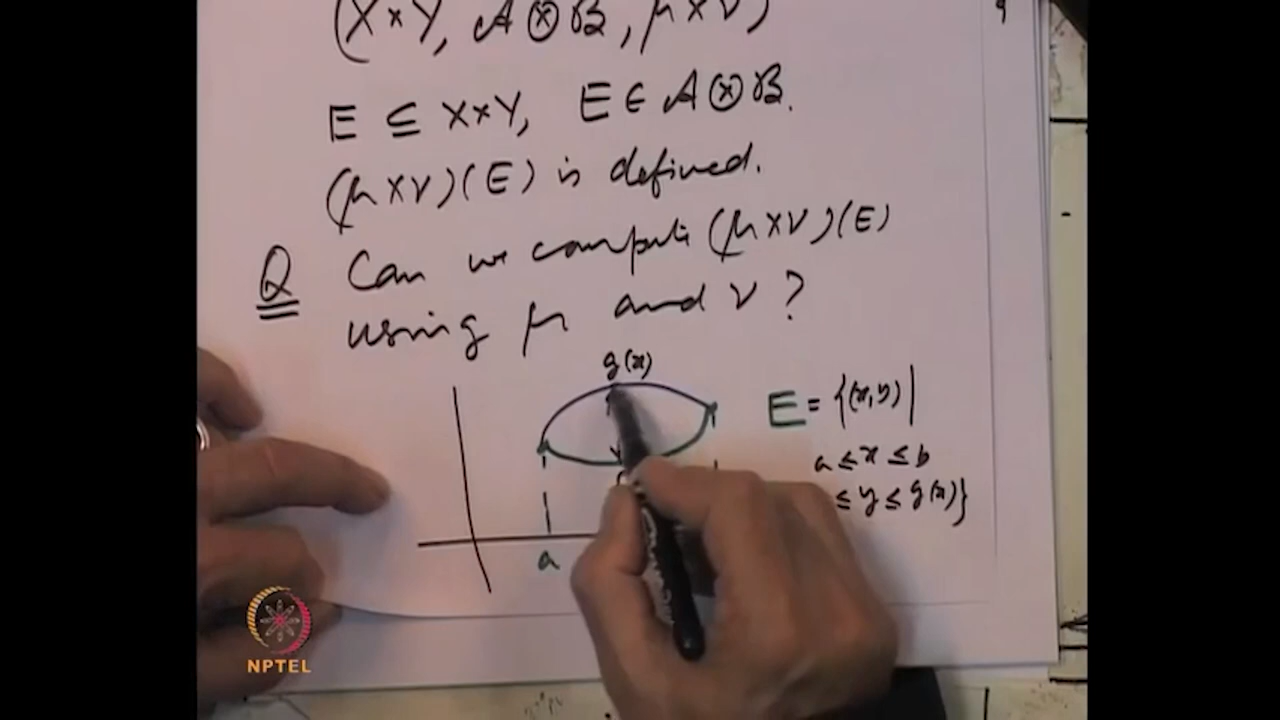 (X×Y, A⊗B, μ×ν)
E ⊆ X×Y, E ∈ A⊗B.
(μ×ν)(E) is defined.
Q Can we compute (μ×ν)(E)
using μ and ν ?
g(x)
E = {(x,y) |
a ≤ x ≤ b
≤ y ≤ g(x)}
a
NPTEL